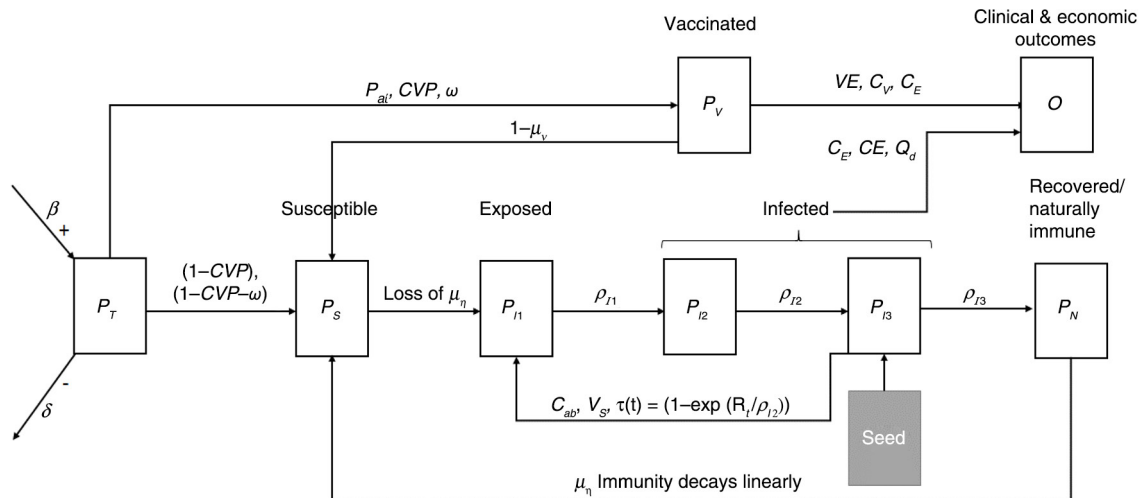 Clinical & economic
outcomes
Vaccinated
P_al, CVP, ω
P_V
VE, C_V, C_E
O
1–μ_v
C_E, CE, Q_d
Recovered/
naturally
immune
β
+
Susceptible
Exposed
Infected
(1–CVP),
(1–CVP–ω)
P_T
P_S
Loss of μ_η
P_I1
ρ_I1
P_I2
ρ_I2
P_I3
ρ_I3
P_N
-
δ
C_ab, V_S, τ(t) = (1–exp (R_t/ρ_I2))
Seed
μ_η Immunity decays linearly